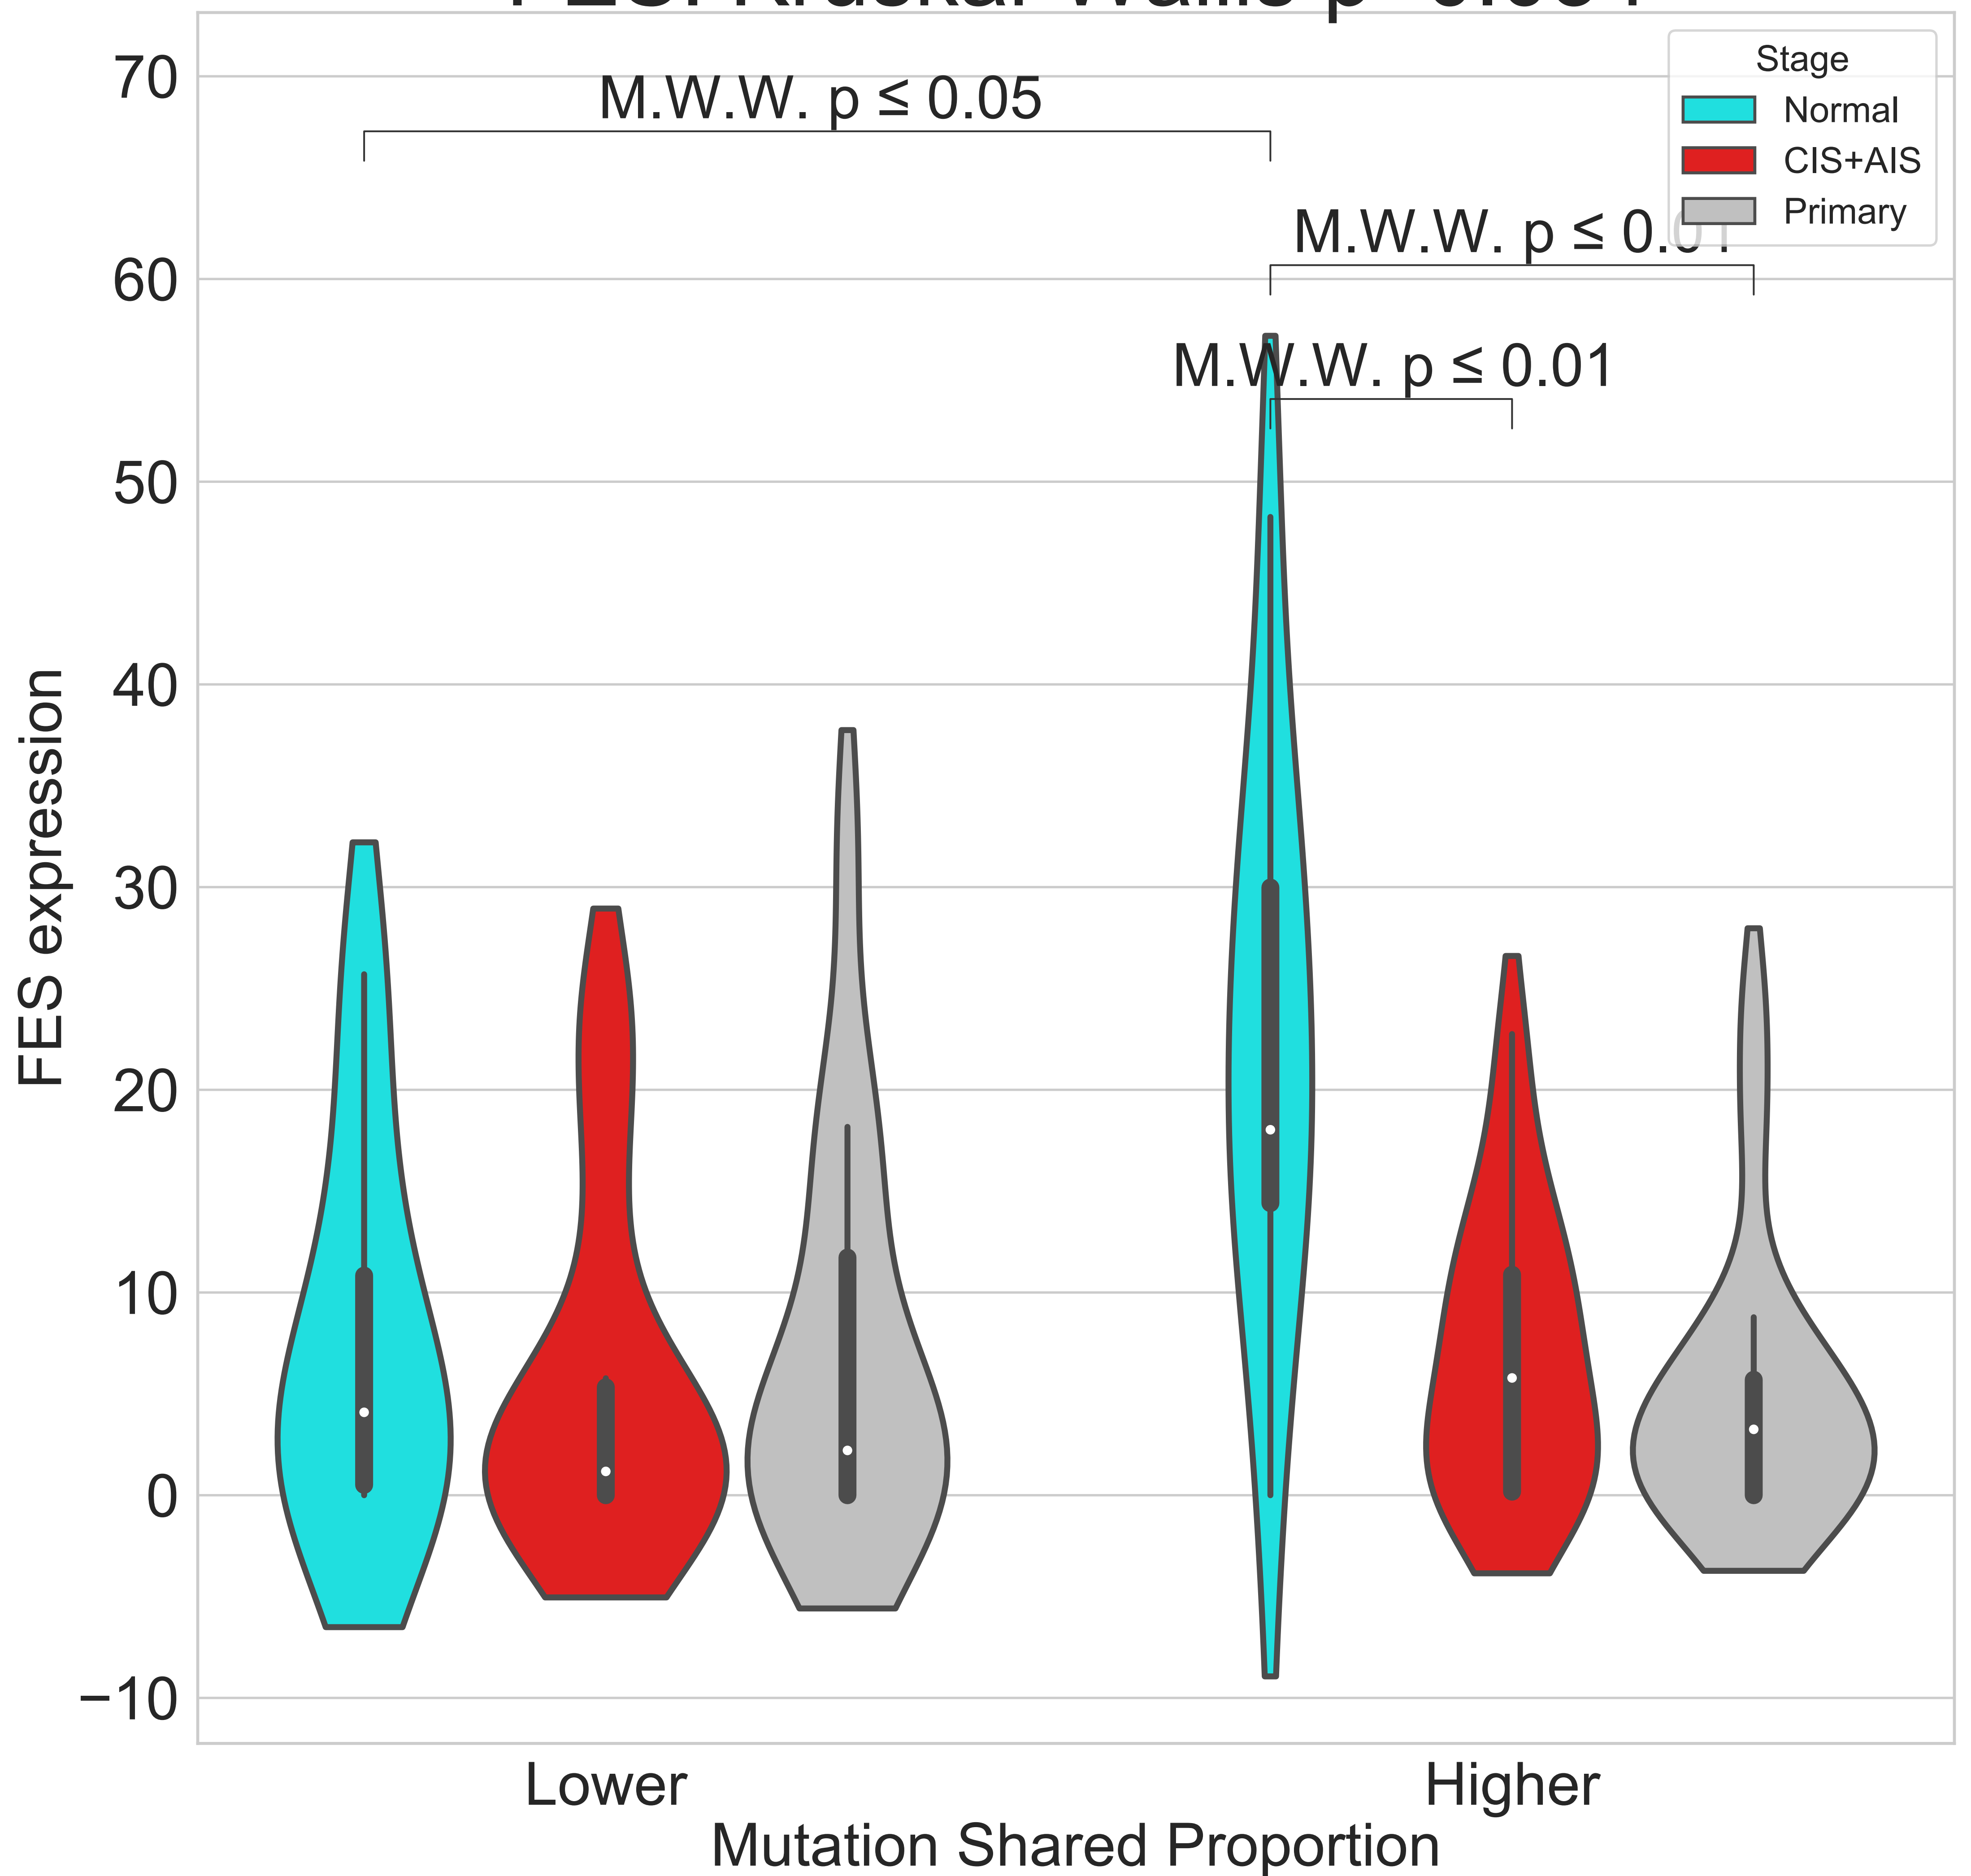 70
60
50
40
30
20
10
0
−10
FES expression
M.W.W. p ≤ 0.05
M.W.W. p ≤
M.W.W. p ≤ 0.01
Stage
Normal
CIS+AIS
Primary
Lower
Higher
Mutation Shared Proportion